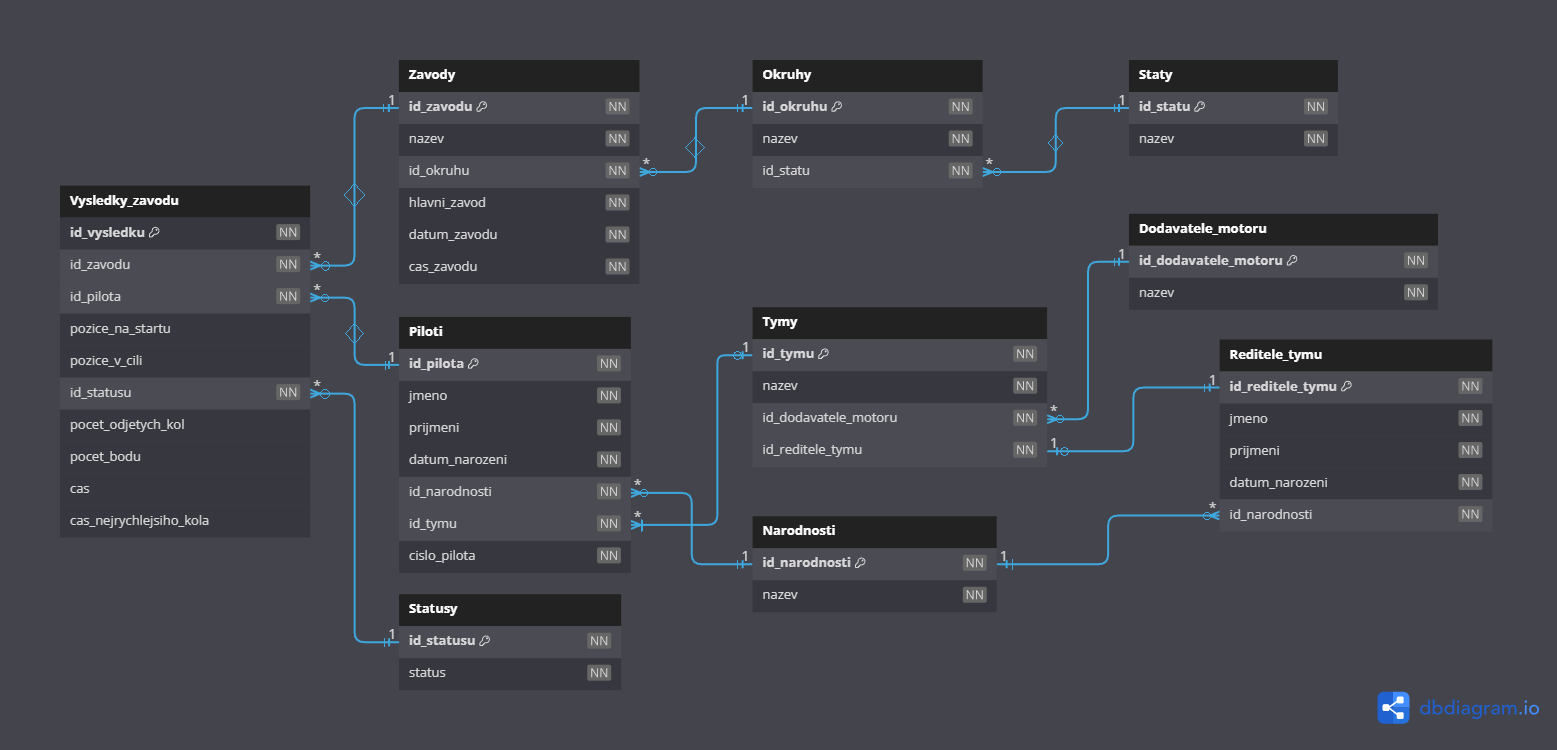 Vysledky_zavodu
id_vysledku NN
id_zavodu NN *
id_pilota NN *
pozice_na_startu
pozice_v_cili
id_statusu NN *
pocet_odjetych_kol
pocet_bodu
cas
cas_nejrychlejsiho_kola
Zavody
1 id_zavodu NN
nazev NN
id_okruhu NN *
hlavni_zavod NN
datum_zavodu NN
cas_zavodu NN
Piloti
1 id_pilota NN
jmeno NN
prijmeni NN
datum_narozeni NN
id_narodnosti NN *
id_tymu NN *
cislo_pilota NN
Statusy
1 id_statusu NN
status NN
Okruhy
1 id_okruhu NN
nazev NN
id_statu NN *
Tymy
1 id_tymu NN
nazev NN
id_dodavatele_motoru NN *
id_reditele_tymu NN 1
Narodnosti
1 id_narodnosti NN 1
nazev NN
Staty
1 id_statu NN
nazev NN
Dodavatele_motoru
1 id_dodavatele_motoru NN
nazev NN
Reditele_tymu
1 id_reditele_tymu NN
jmeno NN
prijmeni NN
datum_narozeni NN
* id_narodnosti NN
dbdiagram.io